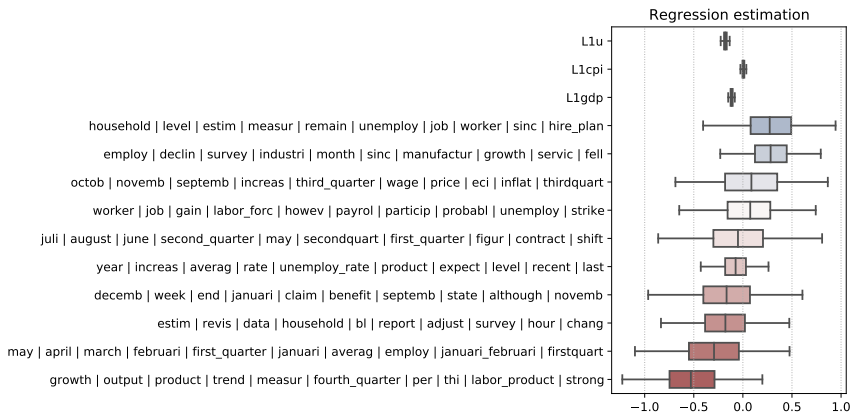 Regression estimation
L1u
L1cpi
L1gdp
household | level | estim | measur | remain | unemploy | job | worker | sinc | hire_plan
employ | declin | survey | industri | month | sinc | manufactur | growth | servic | fell
octob | novemb | septemb | increas | third_quarter | wage | price | eci | inflat | thirdquart
worker | job | gain | labor_forc | howev | payrol | particip | probabl | unemploy | strike
juli | august | june | second_quarter | may | secondquart | first_quarter | figur | contract | shift
year | increas | averag | rate | unemploy_rate | product | expect | level | recent | last
decemb | week | end | januari | claim | benefit | septemb | state | although | novemb
estim | revis | data | household | bl | report | adjust | survey | hour | chang
may | april | march | februari | first_quarter | januari | averag | employ | januari_februari | firstquart
growth | output | product | trend | measur | fourth_quarter | per | thi | labor_product | strong
−1.0 −0.5 0.0 0.5 1.0